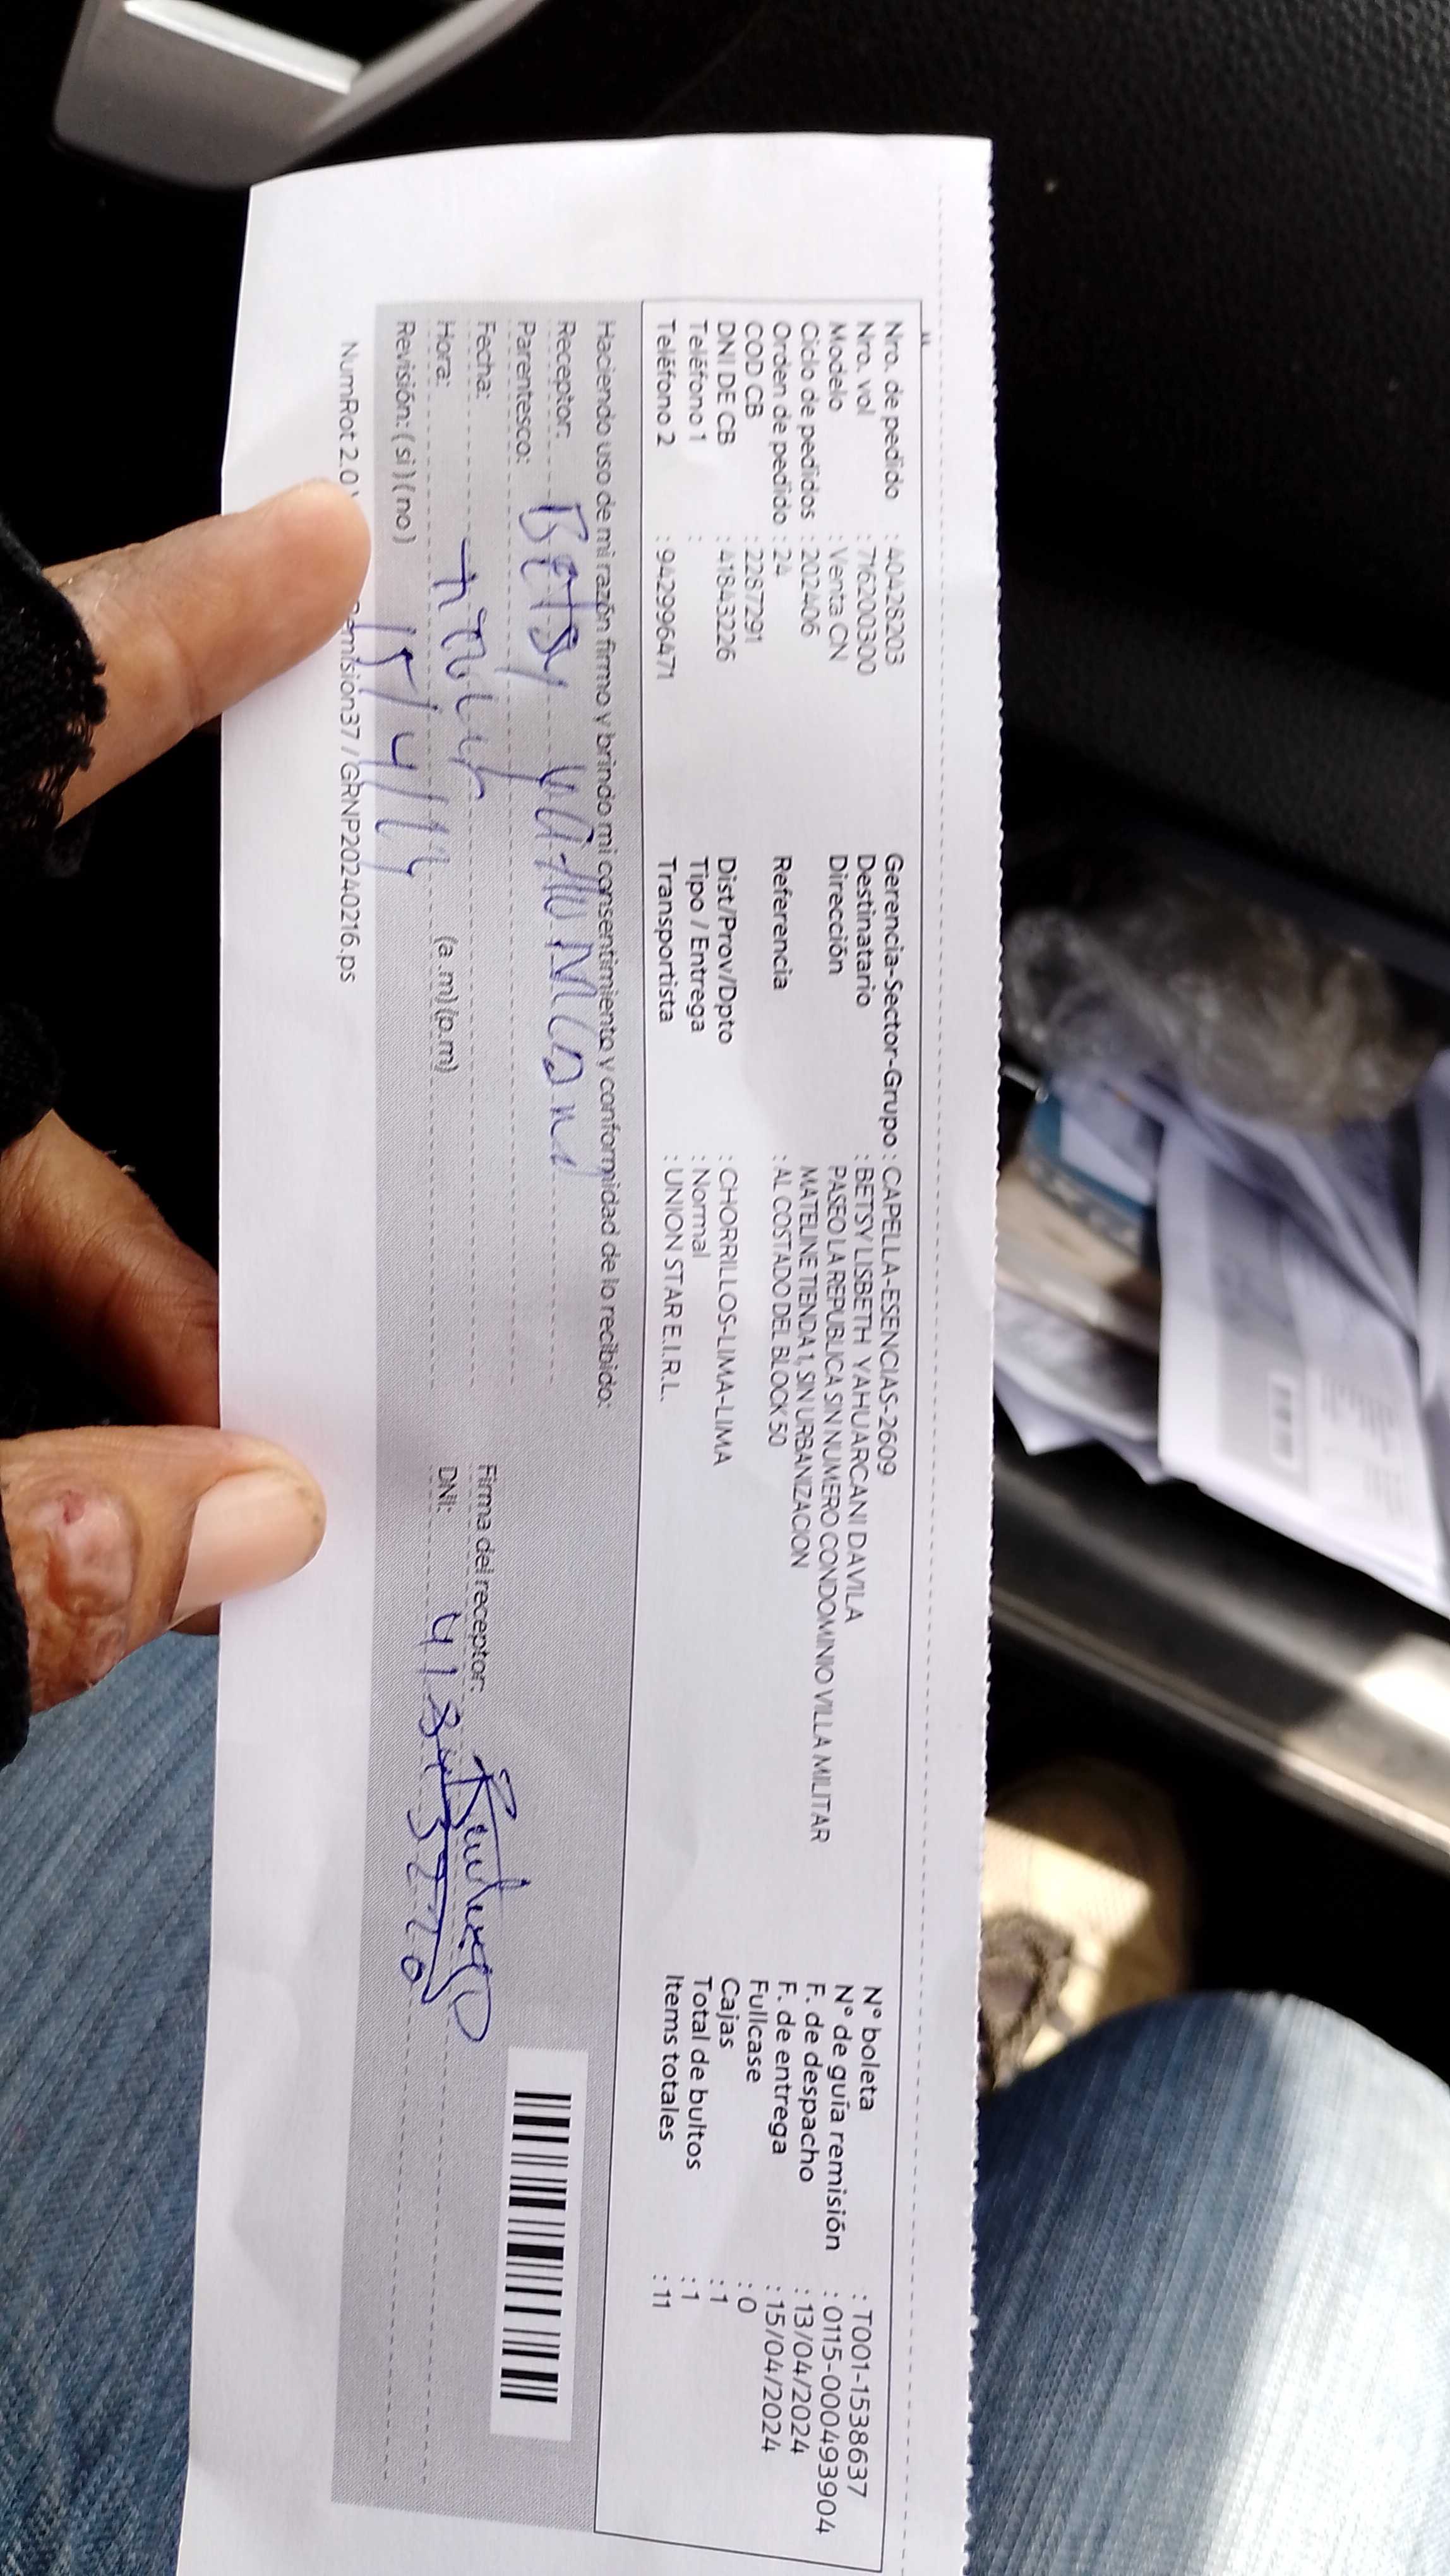 Nro. de pedido : 40428203
Nro. vol : 716200300
Modelo : Venta CN
Ciclo de pedidos : 202406
Orden de pedido : 24
COD CB : 22872291
DNI DE CB : 41843226
Teléfono 1 :
Teléfono 2 : 942996471
Gerencia-Sector-Grupo : CAPELLA-ESENCIAS-2609
Destinatario : BETSY LISBETH YAHUARCANI DAVILA
Dirección PASEO LA REPUBLICA SIN NUMERO CONDOMINIO VILLA MILITAR
MATELINE TIENDA 1, SIN URBANIZACION
Referencia : AL COSTADO DEL BLOCK 50
Dist/Prov/Dpto : CHORRILLOS-LIMA-LIMA
Tipo / Entrega : Normal
Transportista : UNION STAR E.I.R.L.
N° boleta : T001-1538637
N° de guía remisión : 0115-000493904
F. de despacho : 13/04/2024
F. de entrega : 15/04/2024
Fullcase : 0
Cajas : 1
Total de bultos : 1
Items totales : 11
Haciendo uso de mi razón firmo y brindo mi consentimiento y conformidad de lo recibido:
Receptor: Betsy
Parentesco:
Fecha: 15/4/
Hora: (a.m) (p.m)
Revisión: ( si ) ( no )
Firma del receptor:
DNI:
NumRot 2.0 emision37 / GRNP20240216.ps